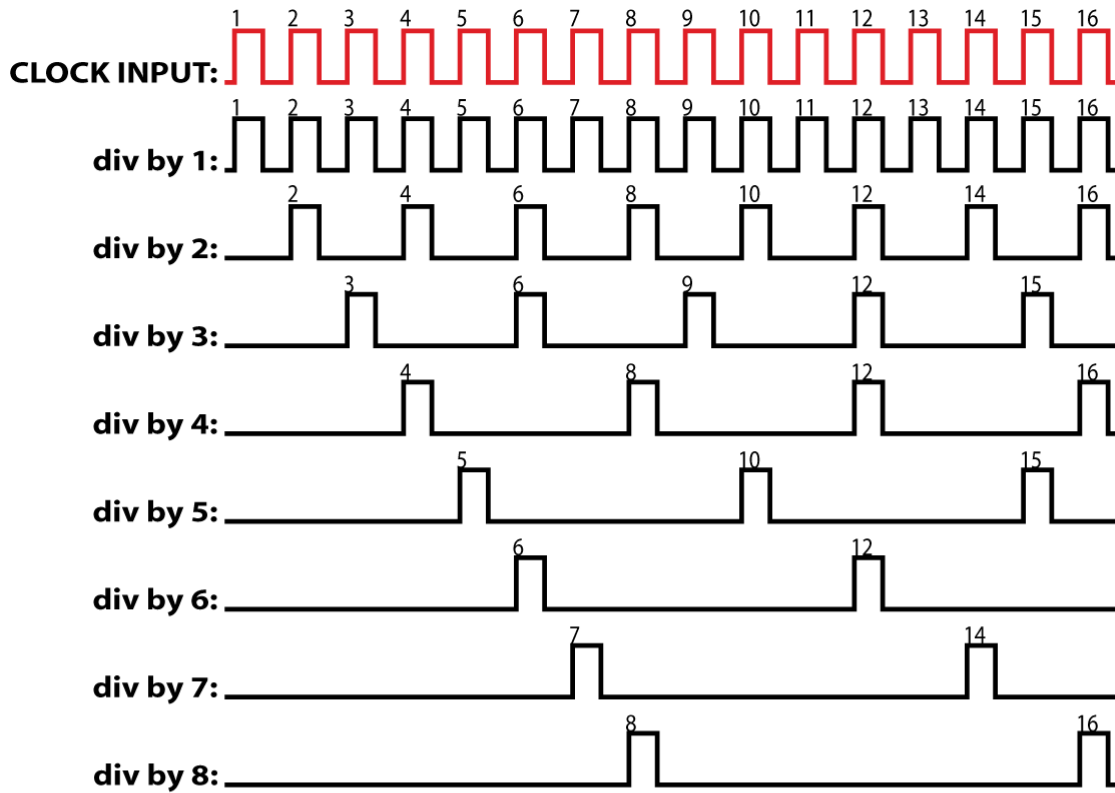 1 2 3 4 5 6 7 8 9 10 11 12 13 14 15 16
CLOCK INPUT:
1 2 3 4 5 6 7 8 9 10 11 12 13 14 15 16
div by 1:
2 4 6 8 10 12 14 16
div by 2:
3 6 9 12 15
div by 3:
4 8 12 16
div by 4:
5 10 15
div by 5:
6 12
div by 6:
7 14
div by 7:
8 16
div by 8: